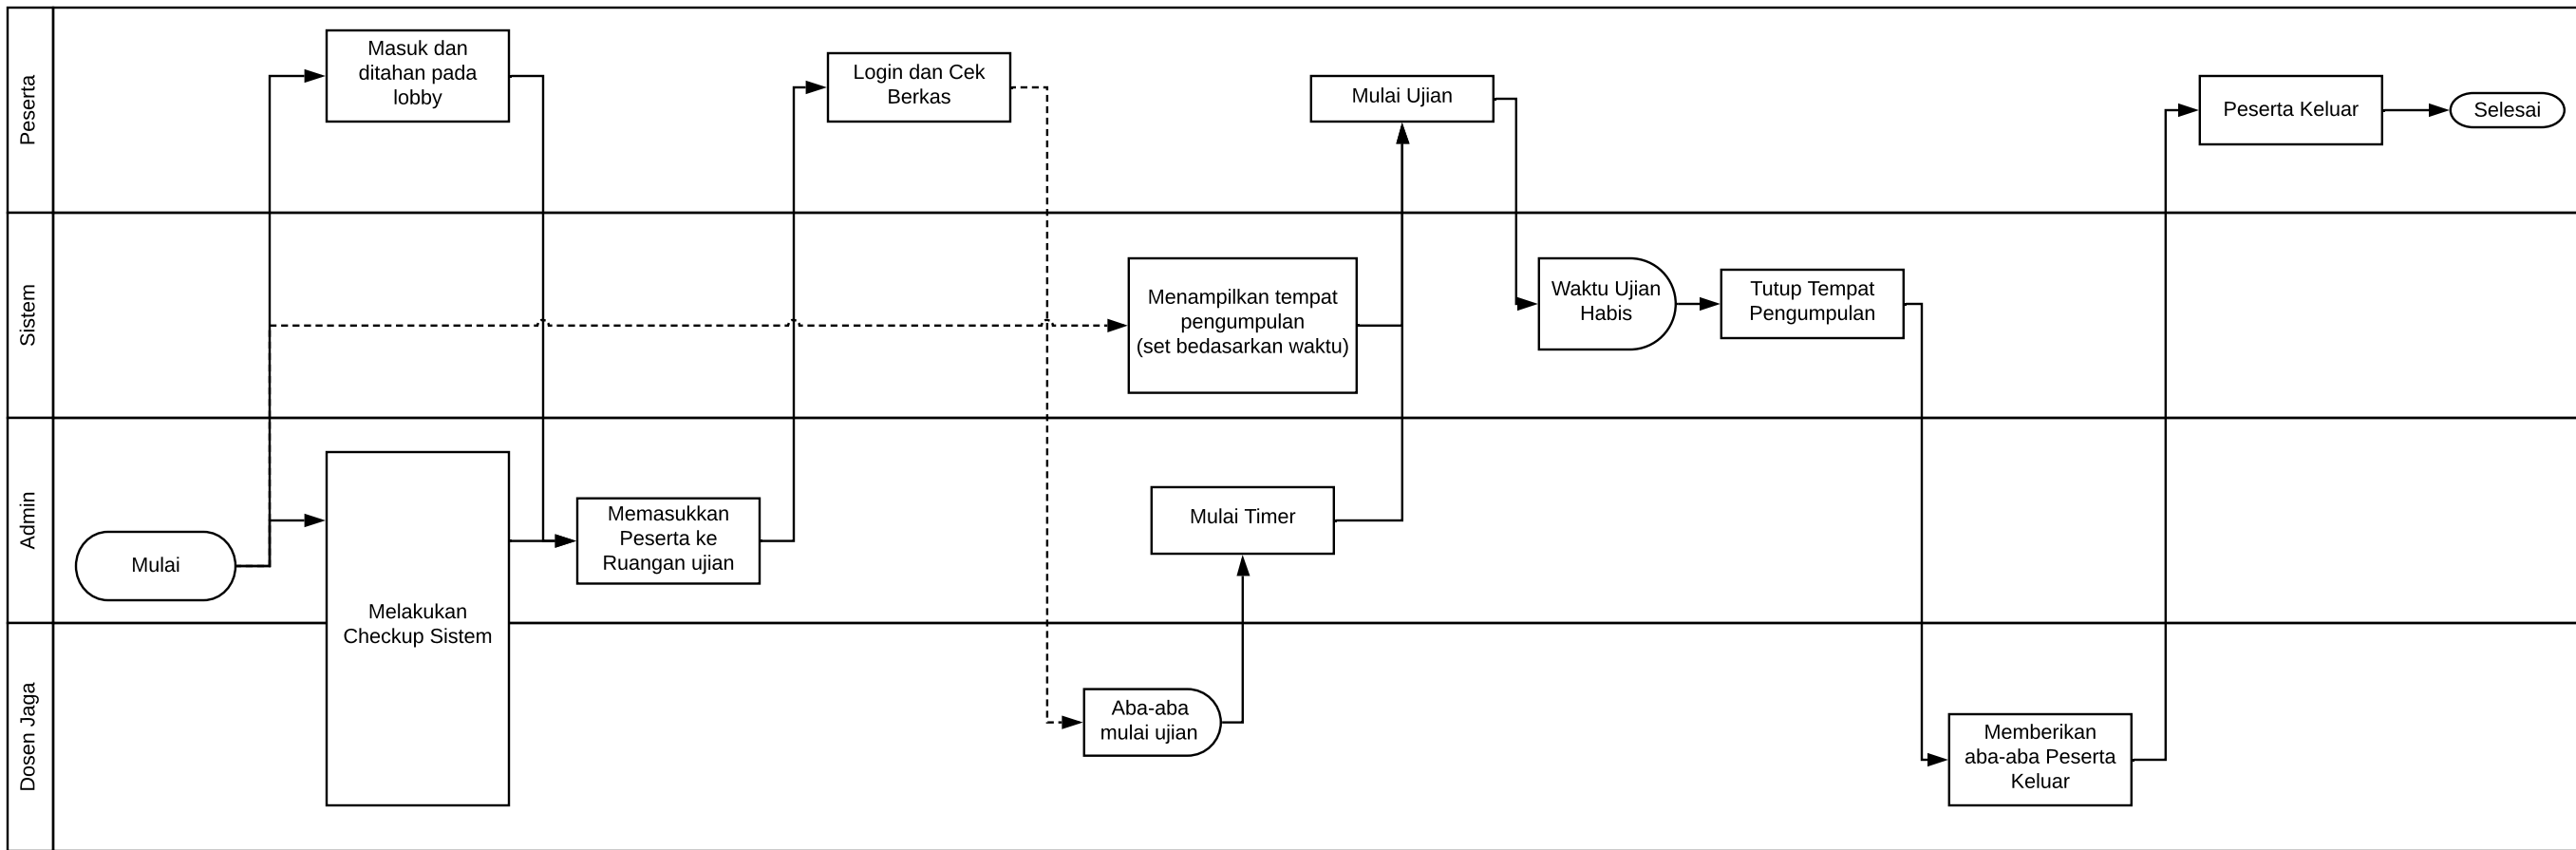 Peserta
Masuk dan
ditahan pada
lobby
Login dan Cek
Berkas
Mulai Ujian
Peserta Keluar
Selesai
Sistem
Menampilkan tempat
pengumpulan
(set bedasarkan waktu)
Waktu Ujian
Habis
Tutup Tempat
Pengumpulan
Admin
Mulai
Melakukan
Checkup Sistem
Memasukkan
Peserta ke
Ruangan ujian
Mulai Timer
Dosen Jaga
Aba-aba
mulai ujian
Memberikan
aba-aba Peserta
Keluar